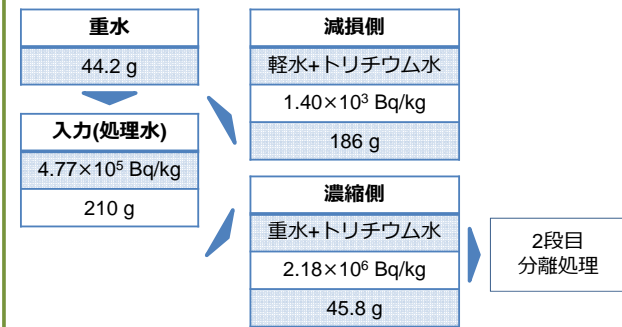 重水
44.2 g
入力(処理水)
4.77×10⁵ Bq/kg
210 g
減損側
軽水+トリチウム水
1.40×10³ Bq/kg
186 g
濃縮側
重水+トリチウム水
2.18×10⁶ Bq/kg
45.8 g
2段目
分離処理